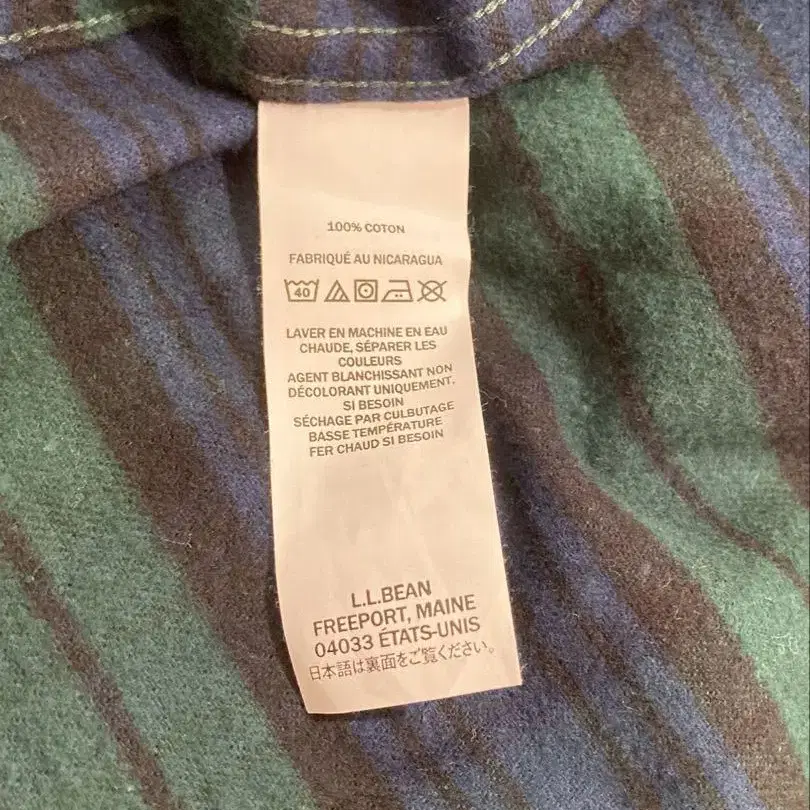 100% COTON
FABRIQUÉ AU NICARAGUA
40
LAVER EN MACHINE EN EAU
CHAUDE, SÉPARER LES
COULEURS
AGENT BLANCHISSANT NON
DÉCOLORANT UNIQUEMENT.
SI BESOIN
SÉCHAGE PAR CULBUTAGE
BASSE TEMPÉRATURE
FER CHAUD SI BESOIN
L.L.BEAN
FREEPORT, MAINE
04033 ÉTATS-UNIS
日本語は裏面をご覧ください。